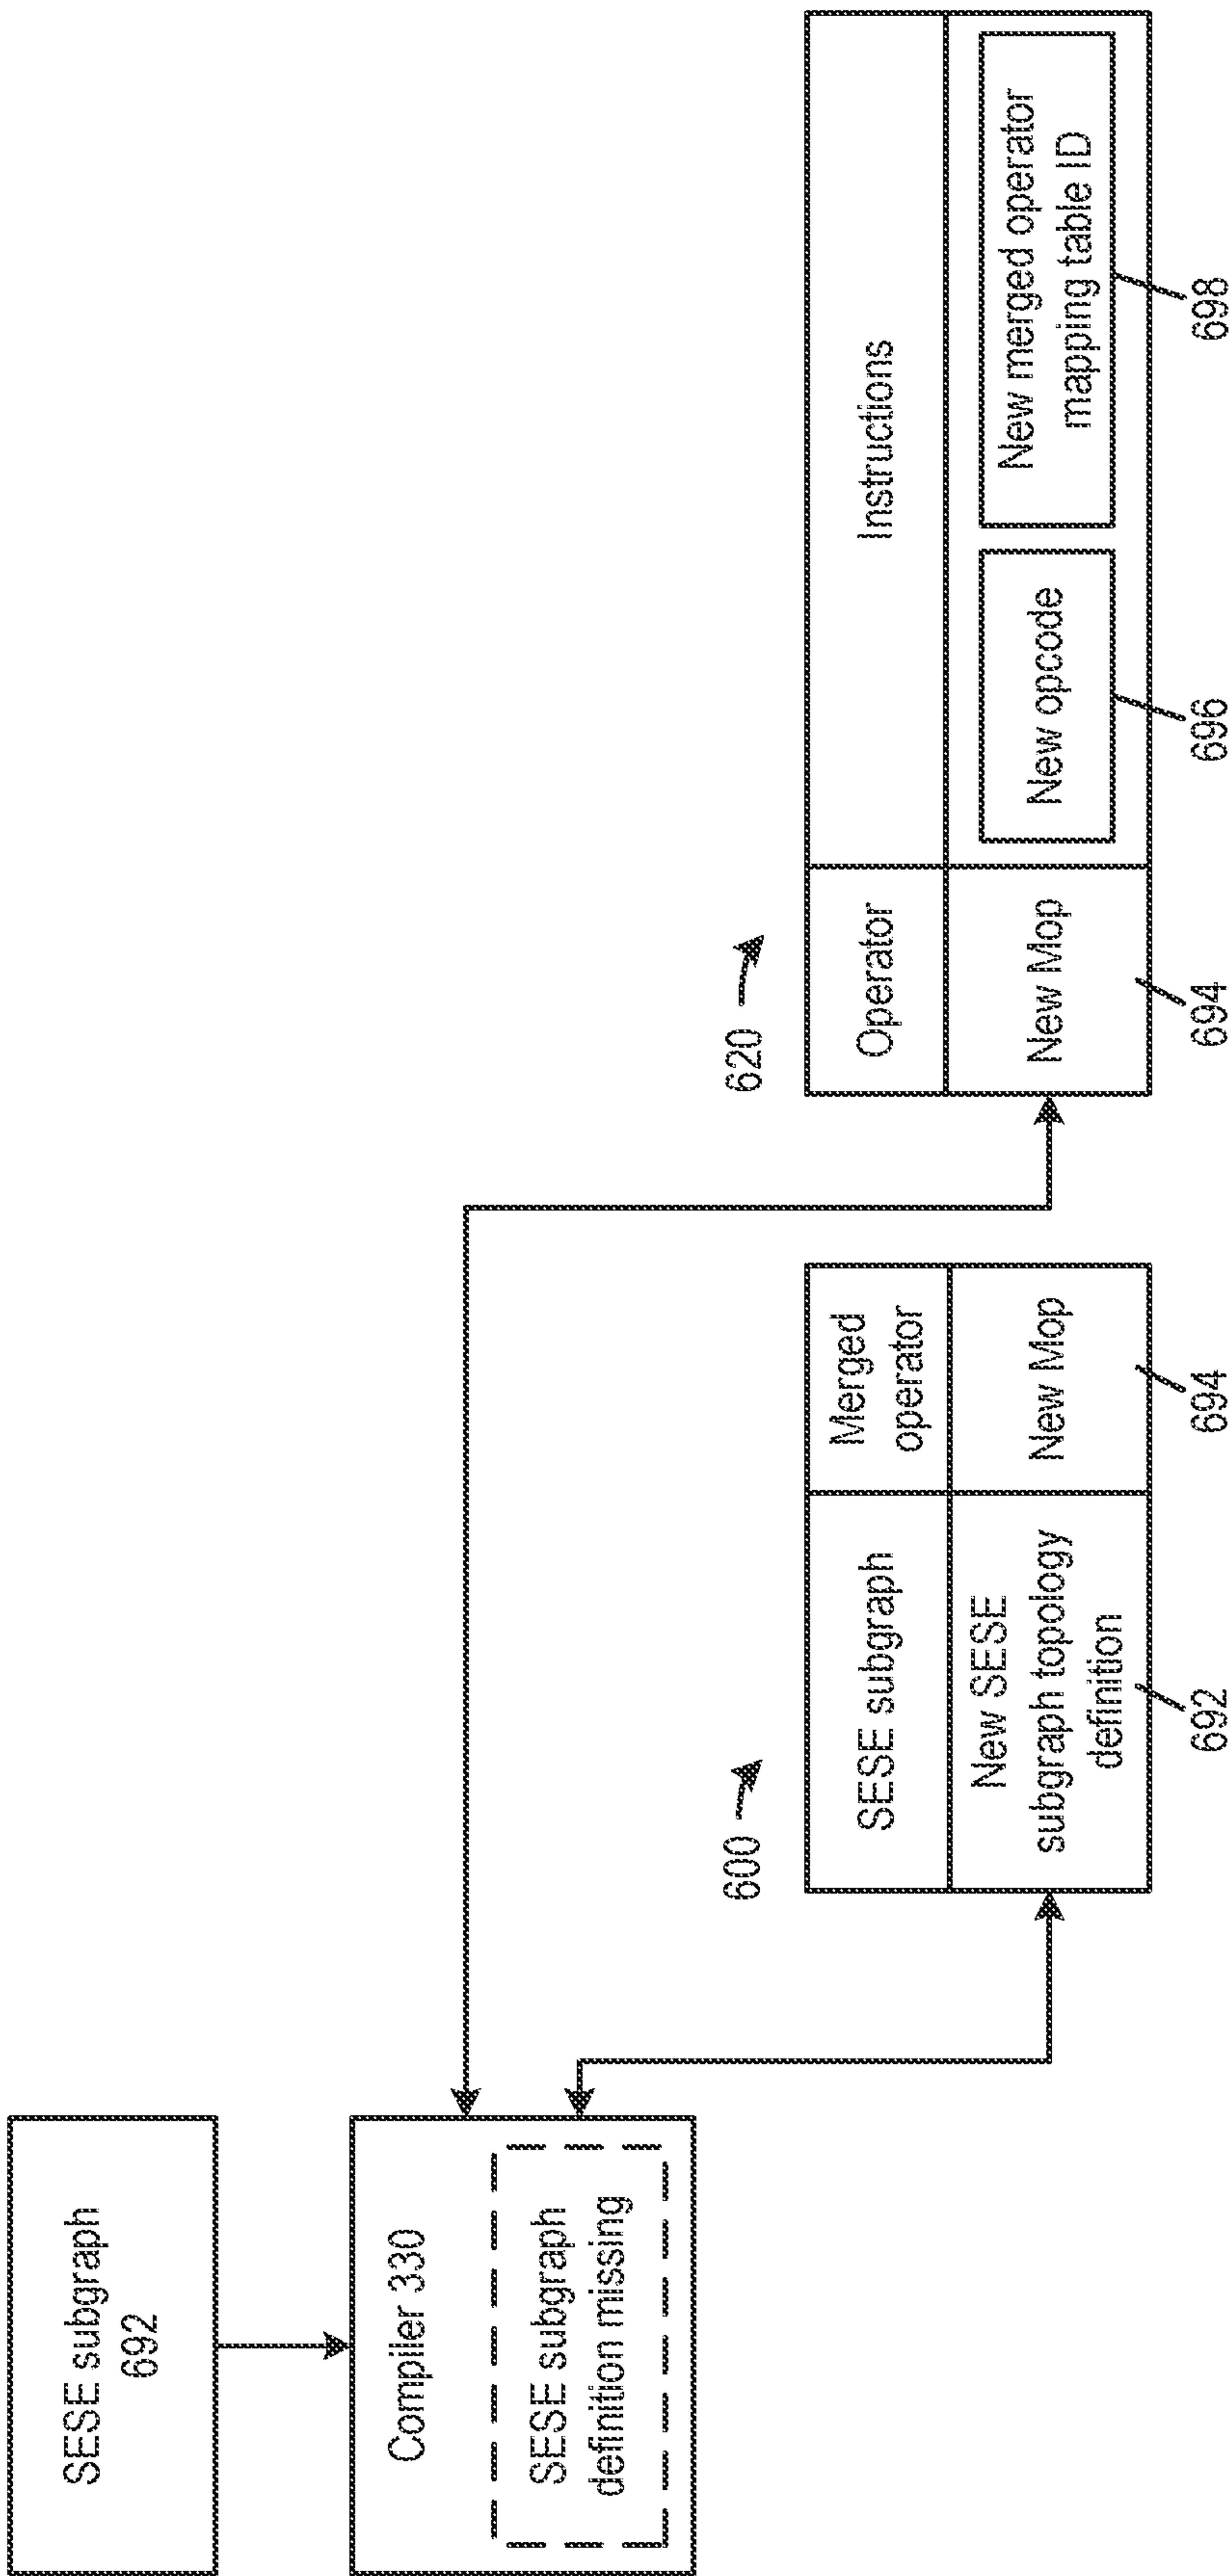 SESE subgraph
692
Compiler 330
SESE subgraph
definition missing
600
SESE subgraph
Merged
operator
New SESE
subgraph topology
definition
New Mop
692
694
620
Operator
Instructions
New Mop
New opcode
New merged operator
mapping table ID
694
696
698